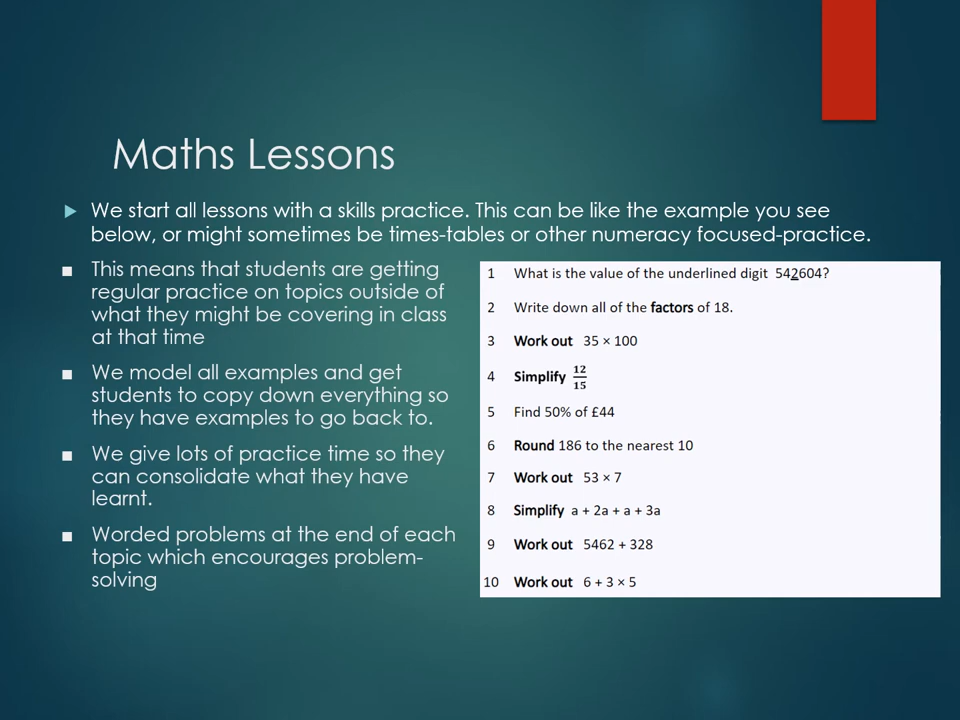 Maths Lessons
We start all lessons with a skills practice. This can be like the example you see
below, or might sometimes be times-tables or other numeracy focused-practice.
This means that students are getting
regular practice on topics outside of
what they might be covering in class
at that time
We model all examples and get
students to copy down everything so
they have examples to go back to.
We give lots of practice time so they
can consolidate what they have
learnt.
Worded problems at the end of each
topic which encourages problem-
solving
1 What is the value of the underlined digit 542604?
2 Write down all of the factors of 18.
3 Work out 35 × 100
4 Simplify 12/15
5 Find 50% of £44
6 Round 186 to the nearest 10
7 Work out 53 × 7
8 Simplify a + 2a + a + 3a
9 Work out 5462 + 328
10 Work out 6 + 3 × 5